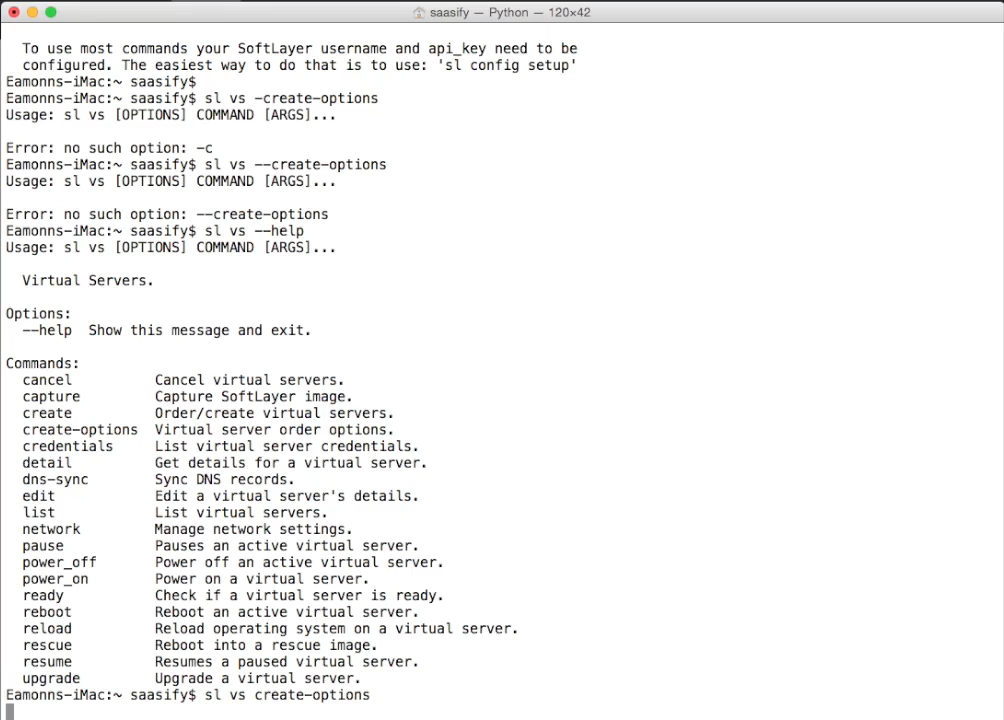 saasify — Python — 120×42
To use most commands your SoftLayer username and api_key need to be
configured. The easiest way to do that is to use: 'sl config setup'
Eamonns-iMac:~ saasify$
Eamonns-iMac:~ saasify$ sl vs -create-options
Usage: sl vs [OPTIONS] COMMAND [ARGS]...
Error: no such option: -c
Eamonns-iMac:~ saasify$ sl vs --create-options
Usage: sl vs [OPTIONS] COMMAND [ARGS]...
Error: no such option: --create-options
Eamonns-iMac:~ saasify$ sl vs --help
Usage: sl vs [OPTIONS] COMMAND [ARGS]...
Virtual Servers.
Options:
--help  Show this message and exit.
Commands:
cancel          Cancel virtual servers.
capture         Capture SoftLayer image.
create          Order/create virtual servers.
create-options  Virtual server order options.
credentials     List virtual server credentials.
detail          Get details for a virtual server.
dns-sync        Sync DNS records.
edit            Edit a virtual server's details.
list            List virtual servers.
network         Manage network settings.
pause           Pauses an active virtual server.
power_off       Power off an active virtual server.
power_on        Power on a virtual server.
ready           Check if a virtual server is ready.
reboot          Reboot an active virtual server.
reload          Reload operating system on a virtual server.
rescue          Reboot into a rescue image.
resume          Resumes a paused virtual server.
upgrade         Upgrade a virtual server.
Eamonns-iMac:~ saasify$ sl vs create-options